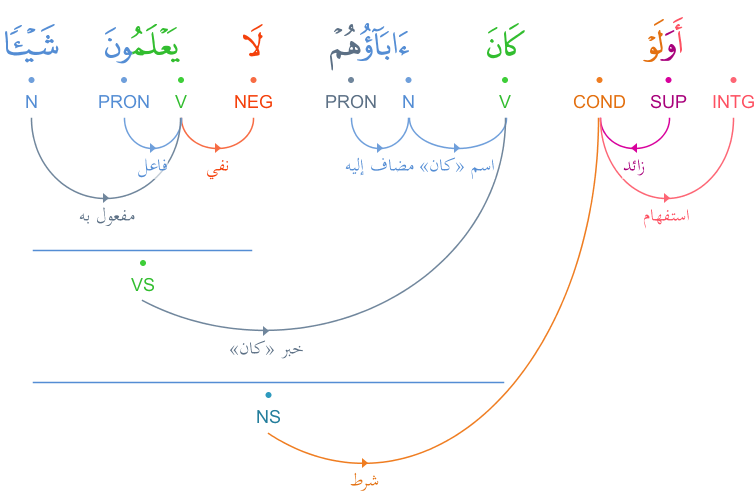 أَوَلَوْ كَانَ ءَابَآؤُهُمْ لَا يَعْلَمُونَ شَيْـًٔا
INTG SUP COND V N PRON NEG V PRON N
زائد اسم «كان» مضاف إليه نفي فاعل
استفهام مفعول به
VS
خبر «كان»
NS
شرط